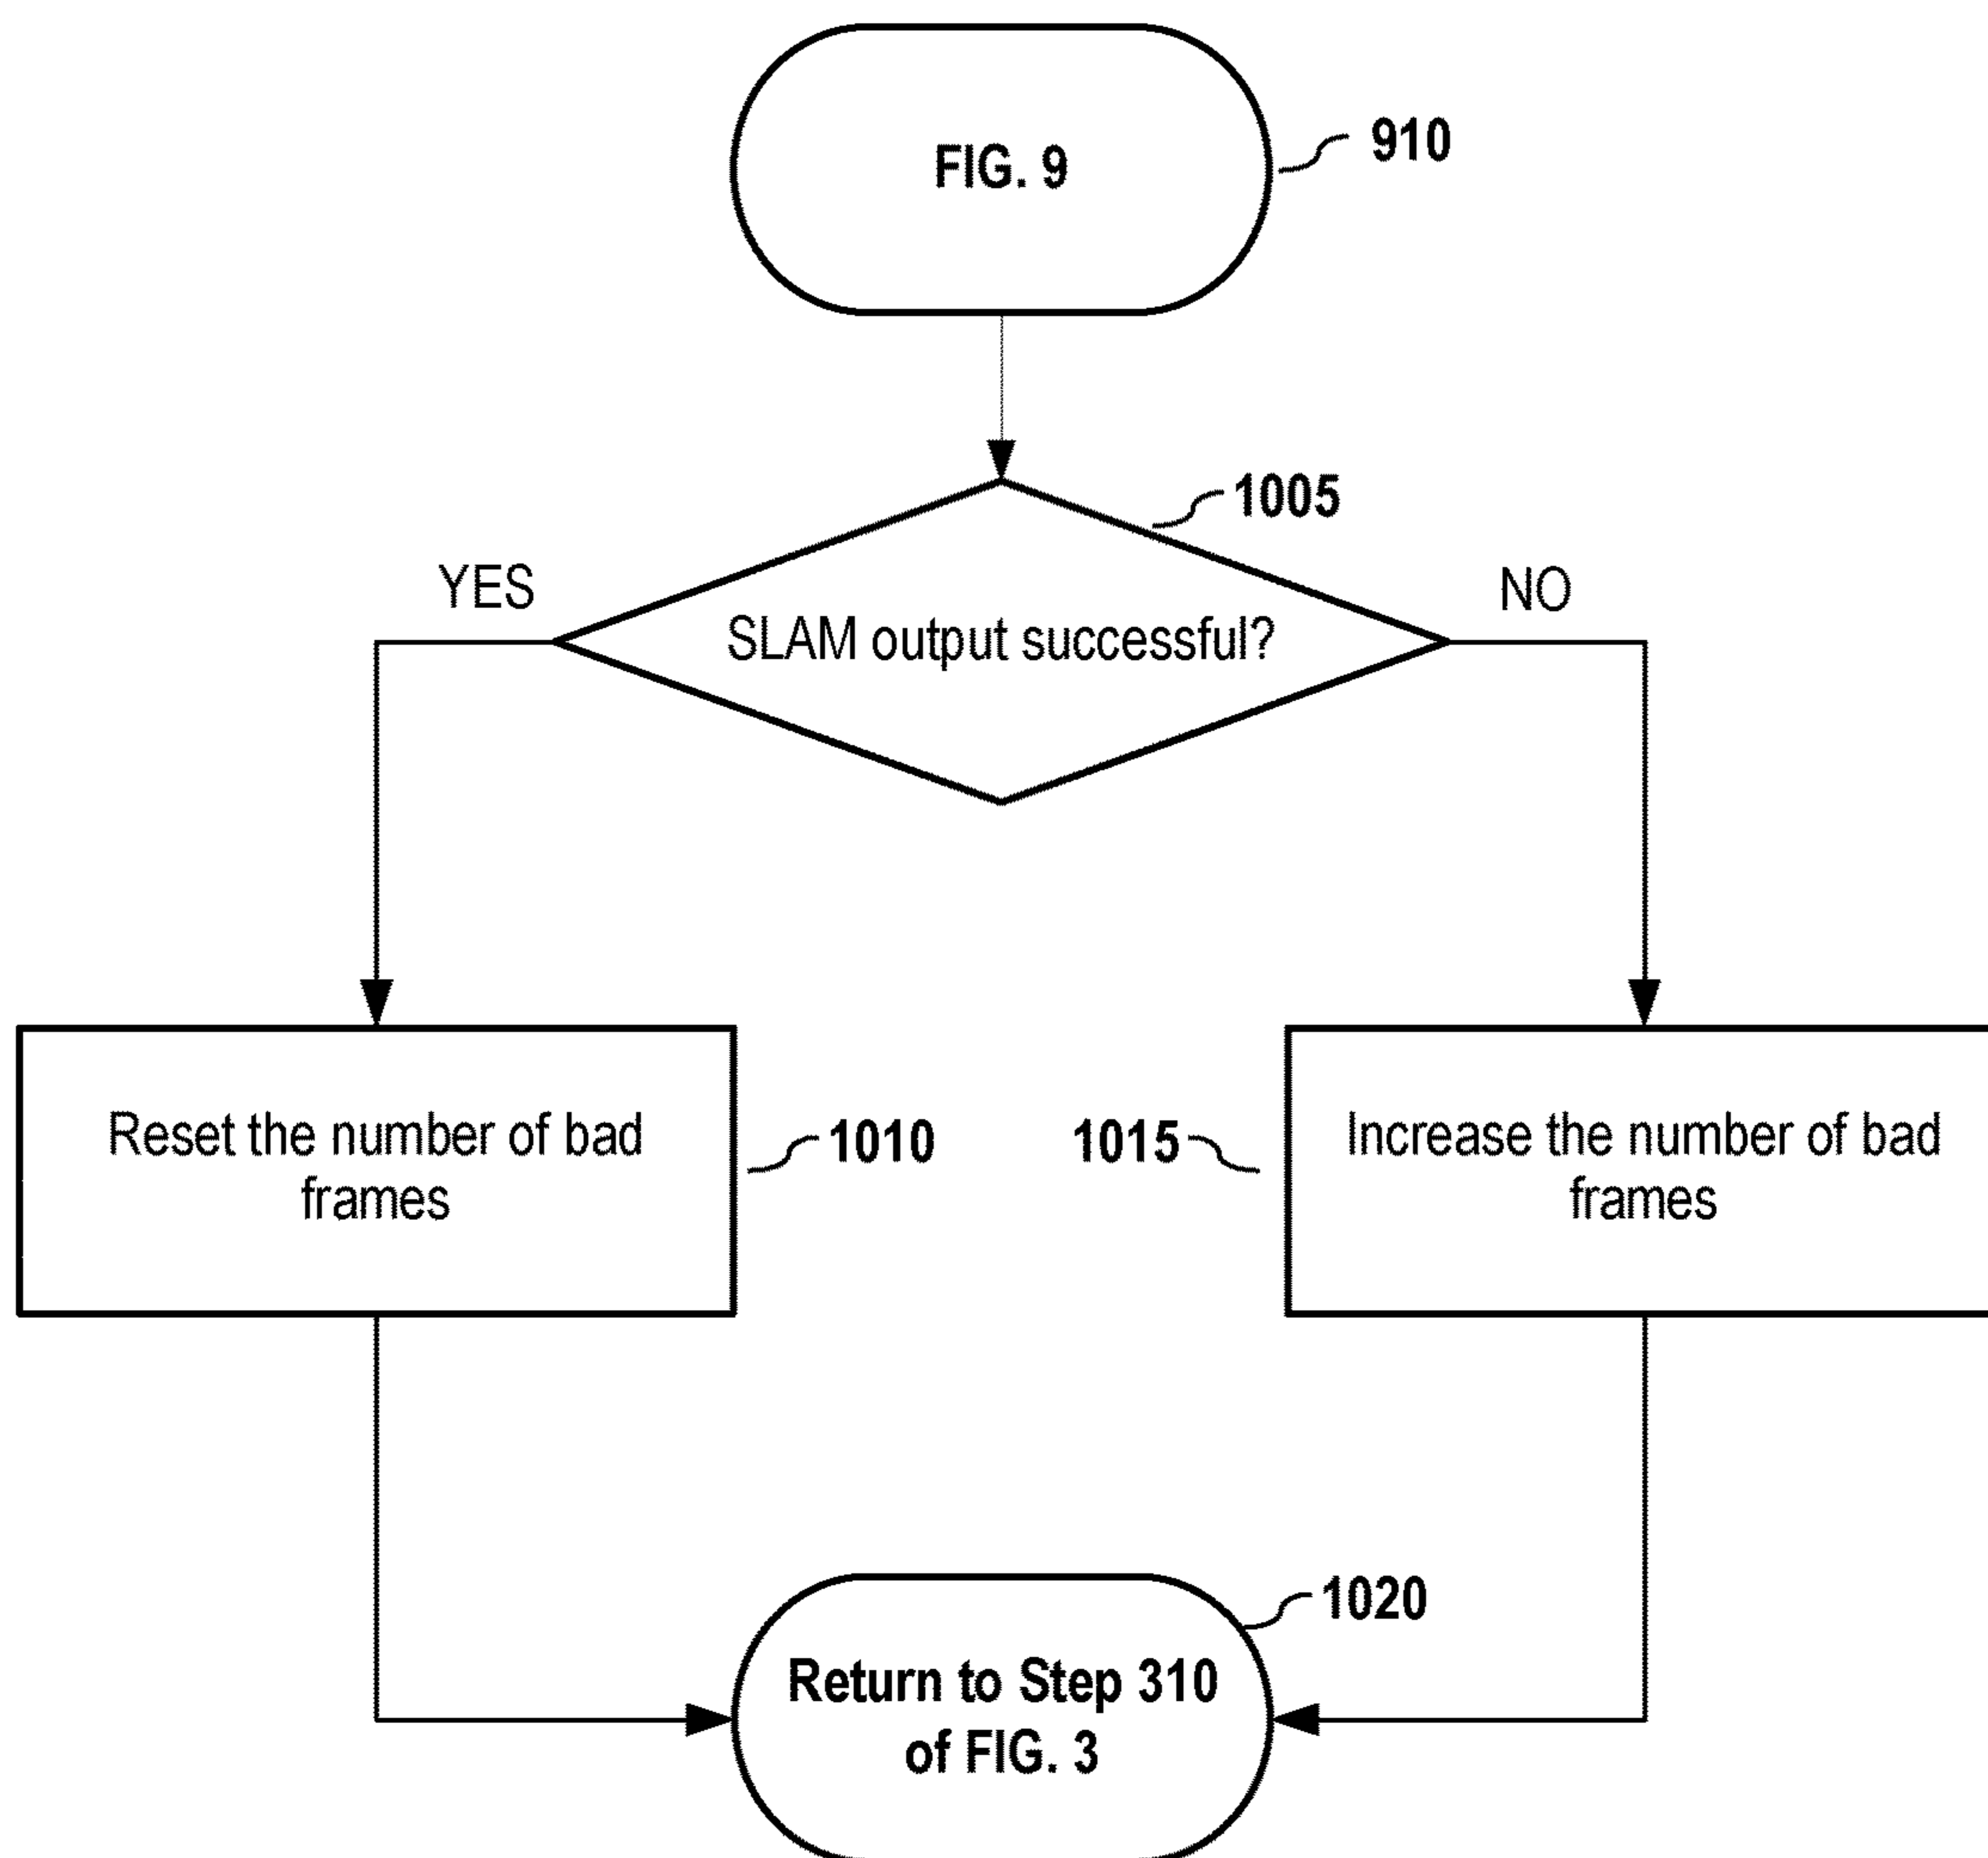 FIG. 9
910
1005
YES
NO
SLAM output successful?
Reset the number of bad
frames
1010
1015
Increase the number of bad
frames
1020
Return to Step 310
of FIG. 3